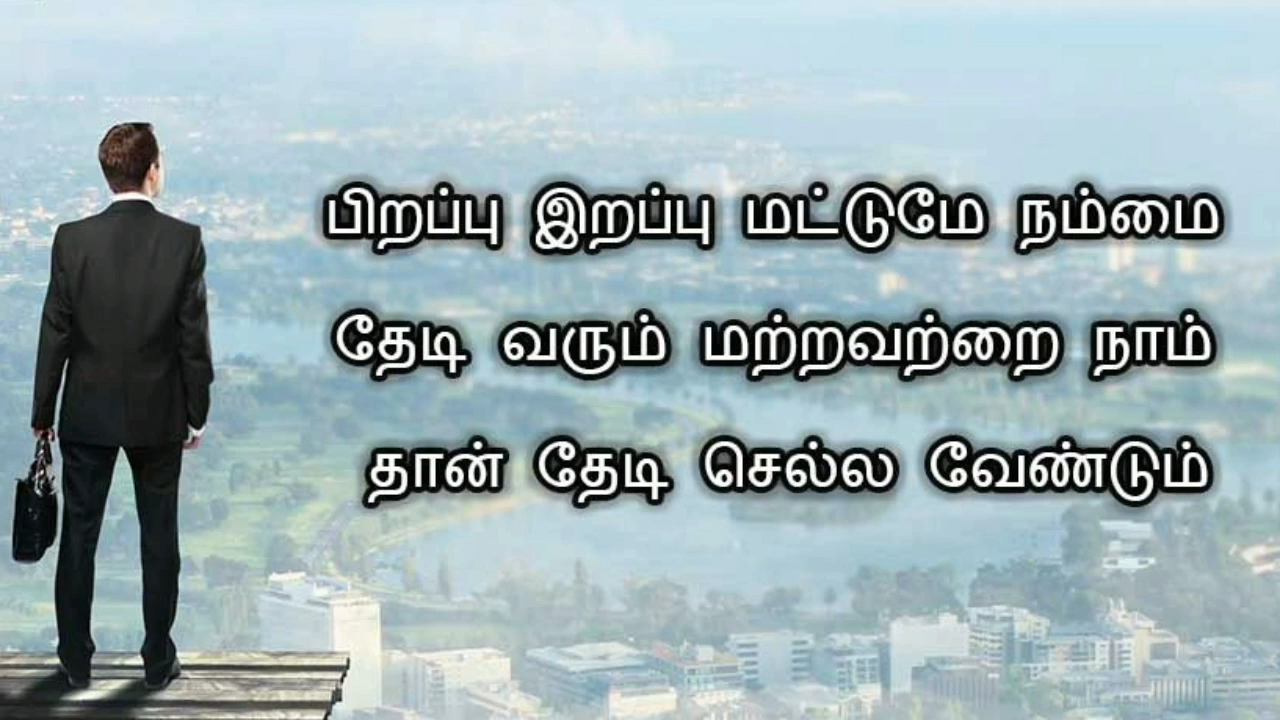 பிறப்பு இறப்பு மட்டுமே நம்மை
தேடி வரும் மற்றவற்றை நாம்
தான் தேடி செல்ல வேண்டும்